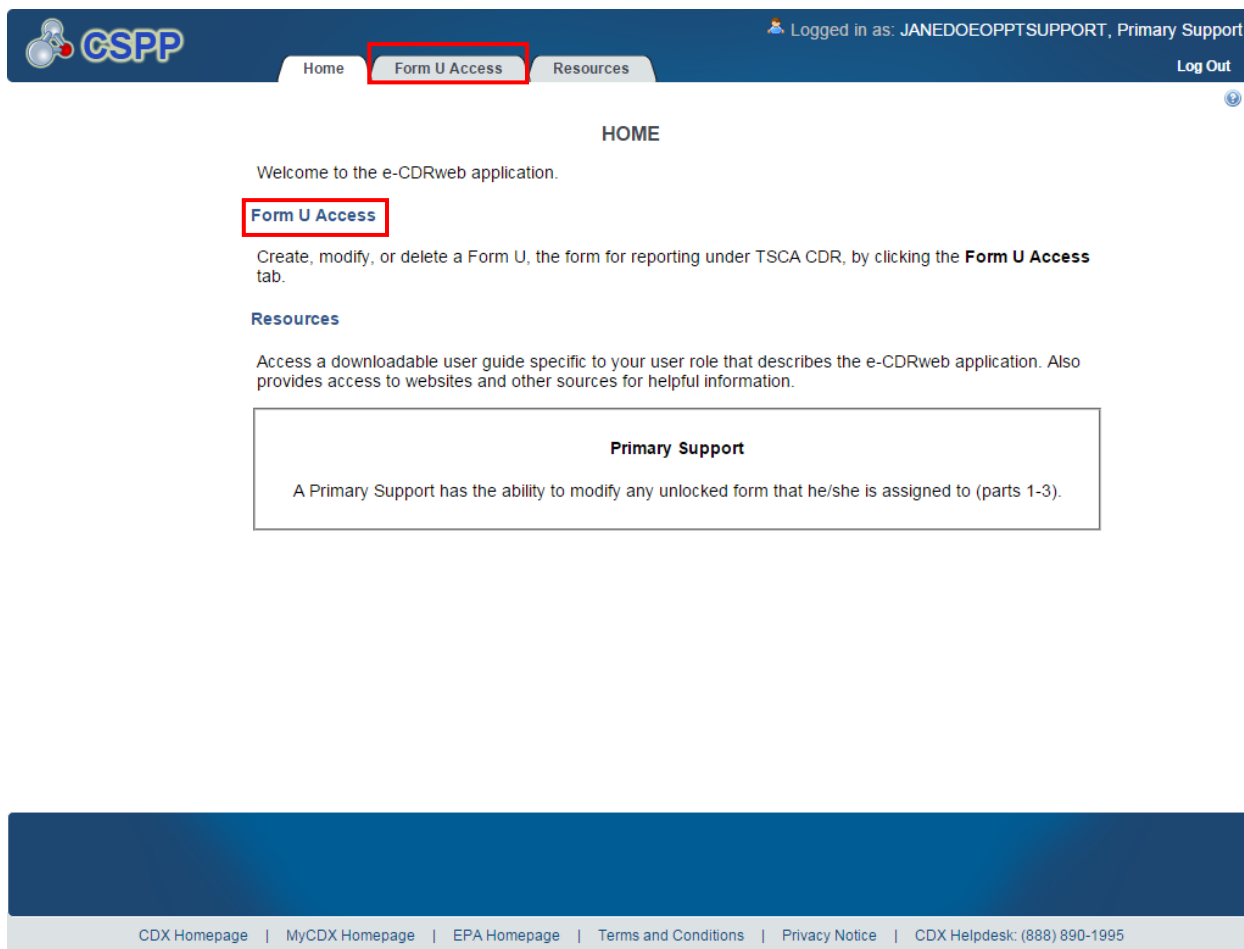 CSPP
Logged in as: JANEDOEOPPTSUPPORT, Primary Support
Home Form U Access Resources
Log Out
HOME
Welcome to the e-CDRweb application.
Form U Access
Create, modify, or delete a Form U, the form for reporting under TSCA CDR, by clicking the Form U Access
tab.
Resources
Access a downloadable user guide specific to your user role that describes the e-CDRweb application. Also
provides access to websites and other sources for helpful information.
Primary Support
A Primary Support has the ability to modify any unlocked form that he/she is assigned to (parts 1-3).
CDX Homepage | MyCDX Homepage | EPA Homepage | Terms and Conditions | Privacy Notice | CDX Helpdesk: (888) 890-1995